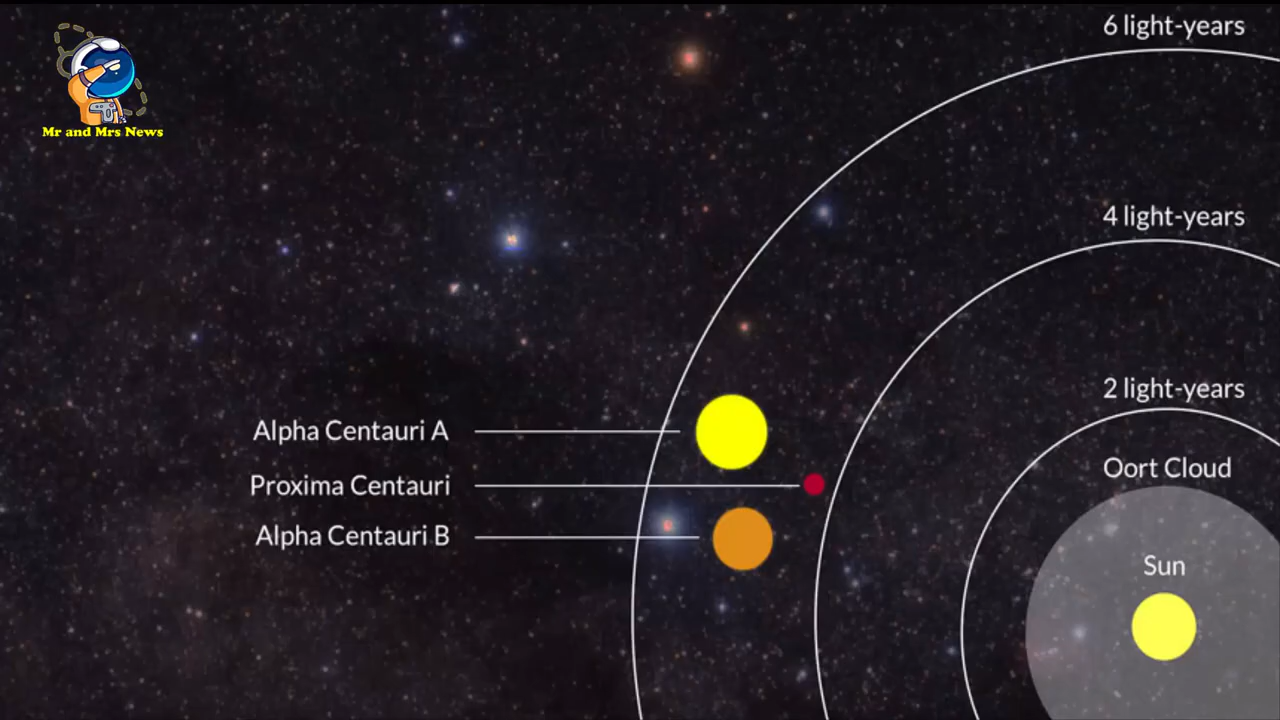 6 light-years
Mr and Mrs News
4 light-years
2 light-years
Alpha Centauri A
Oort Cloud
Proxima Centauri
Alpha Centauri B
Sun